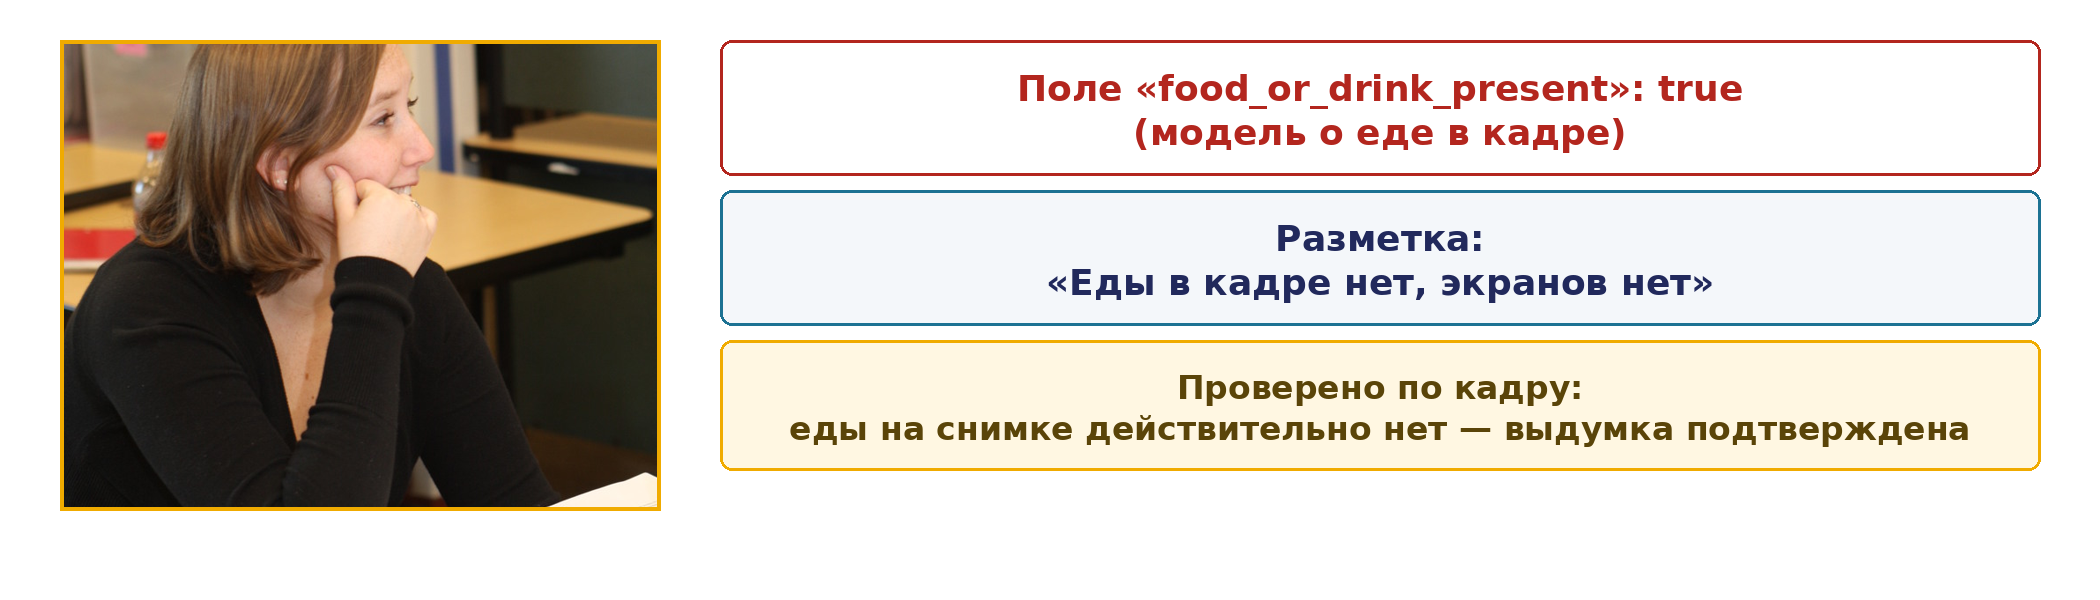 Поле «food_or_drink_present»: true
(модель о еде в кадре)
Разметка:
«Еды в кадре нет, экранов нет»
Проверено по кадру:
еды на снимке действительно нет — выдумка подтверждена